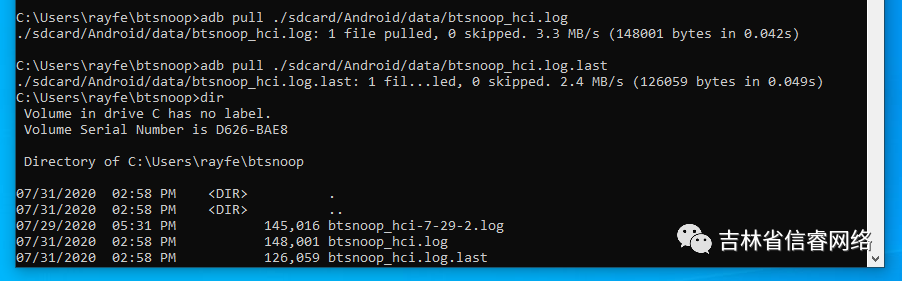 C:\Users\rayfe\btsnoop>adb pull ./sdcard/Android/data/btsnoop_hci.log
./sdcard/Android/data/btsnoop_hci.log: 1 file pulled, 0 skipped. 3.3 MB/s (148001 bytes in 0.042s)
C:\Users\rayfe\btsnoop>adb pull ./sdcard/Android/data/btsnoop_hci.log.last
./sdcard/Android/data/btsnoop_hci.log.last: 1 fil...led, 0 skipped. 2.4 MB/s (126059 bytes in 0.049s)
C:\Users\rayfe\btsnoop>dir
Volume in drive C has no label.
Volume Serial Number is D626-BAE8
Directory of C:\Users\rayfe\btsnoop
07/31/2020  02:58 PM    <DIR>          .
07/31/2020  02:58 PM    <DIR>          ..
07/29/2020  05:31 PM           145,016 btsnoop_hci-7-29-2.log
07/31/2020  02:58 PM           148,001 btsnoop_hci.log
07/31/2020  02:58 PM           126,059 btsnoop_hci.log.last
吉林省信睿网络